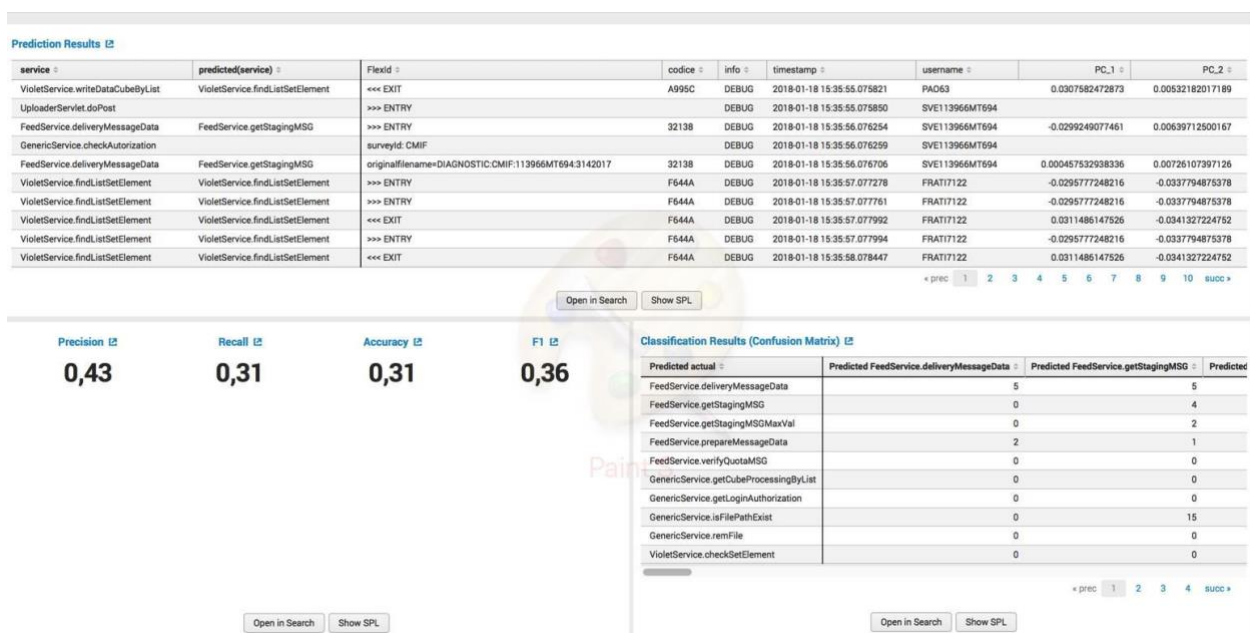 Prediction Results
service predicted(service) FlexId codice info timestamp username PC_1 PC_2
VioletService.writeDataCubeByList VioletService.findListSetElement <<< EXIT A995C DEBUG 2018-01-18 15:35:55.075821 PAO63 0.0307582472873 0.00532182017189
UploaderServlet.doPost >>> ENTRY DEBUG 2018-01-18 15:35:55.075850 SVE113966MT694
FeedService.deliveryMessageData FeedService.getStagingMSG >>> ENTRY 32138 DEBUG 2018-01-18 15:35:56.076254 SVE113966MT694 -0.0299249077461 0.00639712500167
GenericService.checkAutorization surveyId: CMIF DEBUG 2018-01-18 15:35:56.076259 SVE113966MT694
FeedService.deliveryMessageData FeedService.getStagingMSG originalfilename=DIAGNOSTIC:CMIF:113966MT694:3142017 32138 DEBUG 2018-01-18 15:35:56.076706 SVE113966MT694 0.000457532938336 0.00726107397126
VioletService.findListSetElement VioletService.findListSetElement >>> ENTRY F644A DEBUG 2018-01-18 15:35:57.077278 FRATI7122 -0.0295777248216 -0.0337794875378
VioletService.findListSetElement VioletService.findListSetElement >>> ENTRY F644A DEBUG 2018-01-18 15:35:57.077761 FRATI7122 -0.0295777248216 -0.0337794875378
VioletService.findListSetElement VioletService.findListSetElement <<< EXIT F644A DEBUG 2018-01-18 15:35:57.077992 FRATI7122 0.0311486147526 -0.0341327224752
VioletService.findListSetElement VioletService.findListSetElement >>> ENTRY F644A DEBUG 2018-01-18 15:35:57.077994 FRATI7122 -0.0295777248216 -0.0337794875378
VioletService.findListSetElement VioletService.findListSetElement <<< EXIT F644A DEBUG 2018-01-18 15:35:58.078447 FRATI7122 0.0311486147526 -0.0341327224752
« prec 1 2 3 4 5 6 7 8 9 10 succ »
Open in Search Show SPL
Precision Recall Accuracy F1
0,43 0,31 0,31 0,36
Open in Search Show SPL
Classification Results (Confusion Matrix)
Predicted actual Predicted FeedService.deliveryMessageData Predicted FeedService.getStagingMSG Predicted
FeedService.deliveryMessageData 5 5
FeedService.getStagingMSG 0 4
FeedService.getStagingMSGMaxVal 0 2
FeedService.prepareMessageData 2 1
FeedService.verifyQuotaMSG 0 0
GenericService.getCubeProcessingByList 0 0
GenericService.getLoginAuthorization 0 0
GenericService.isFilePathExist 0 15
GenericService.remFile 0 0
VioletService.checkSetElement 0 0
« prec 1 2 3 4 succ »
Open in Search Show SPL